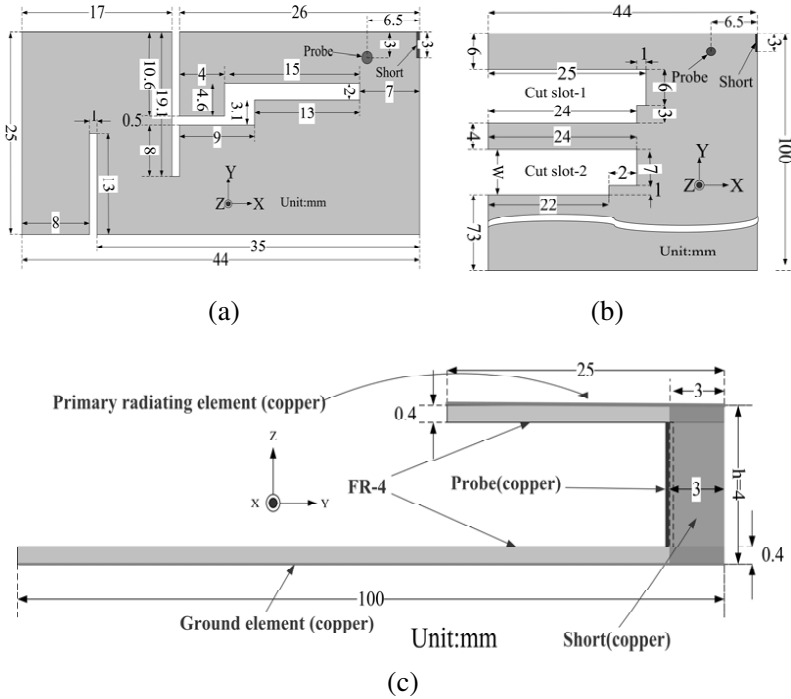 17
26
6.5
Probe
3
3
Short
10.6
19.1
4
15
4.6
2
7
3.1
13
0.5
9
8
1
25
13
8
Y
Z X
Unit:mm
35
44
(a)
44
6.5
6
1
3
Probe
Short
25
Cut slot-1
6
24
3
4
24
Cut slot-2
W
2
7
22
1
Y
Z X
100
73
Unit:mm
(b)
25
Primary radiating element (copper)
3
0.4
Z
X Y
FR-4
Probe(copper)
3
h=4
0.4
100
Ground element (copper)
Unit:mm
Short(copper)
(c)